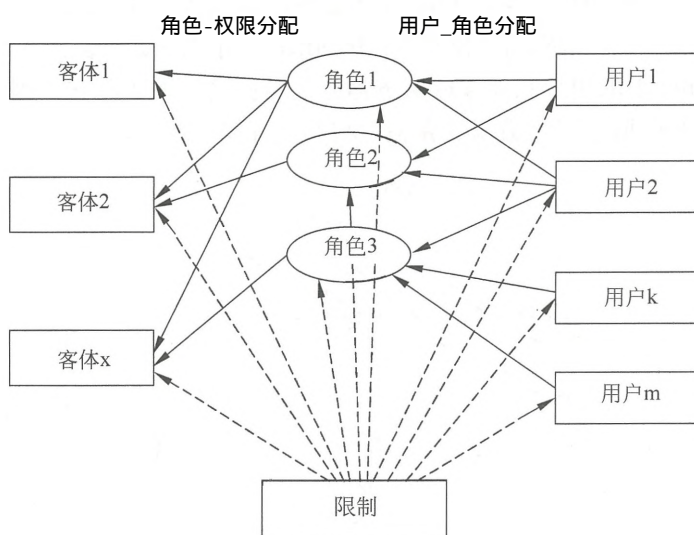 角色-权限分配 用户_角色分配
客体1 角色1 用户1
客体2 角色2 用户2
角色3
用户k
客体x
用户m
限制